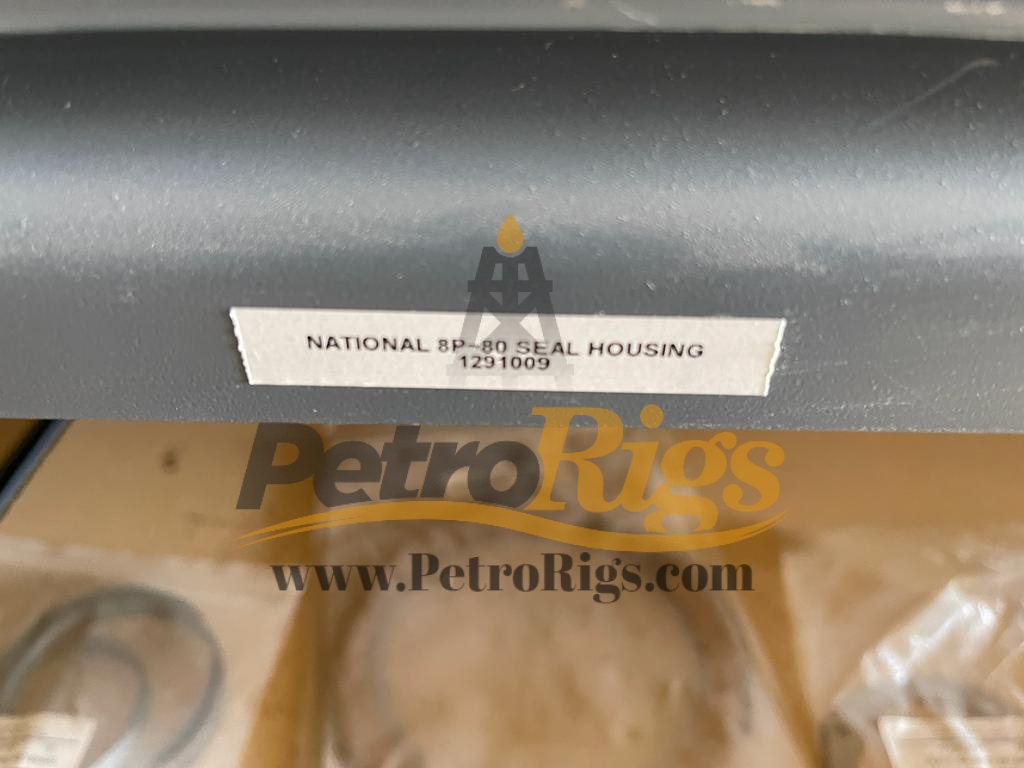 NATIONAL 8P-80 SEAL HOUSING
1291009
PetroRigs
www.PetroRigs.com